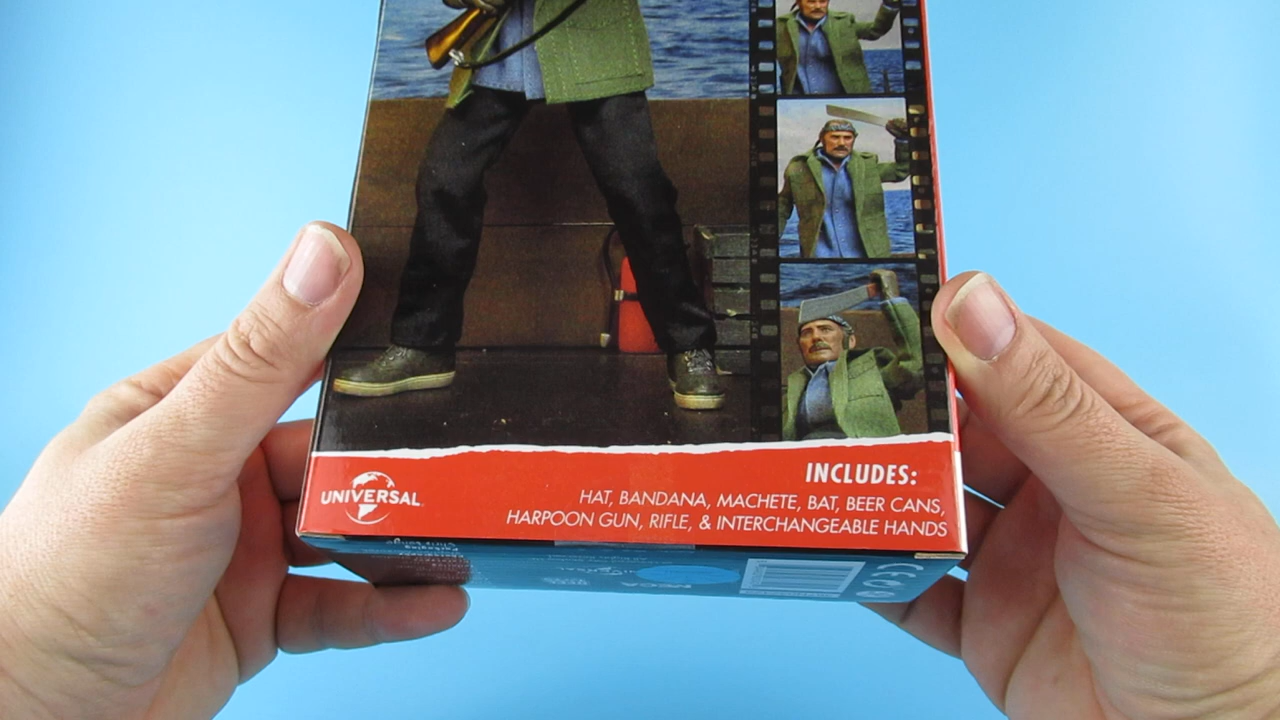 INCLUDES:
UNIVERSAL
HAT, BANDANA, MACHETE, BAT, BEER CANS,
HARPOON GUN, RIFLE, & INTERCHANGEABLE HANDS